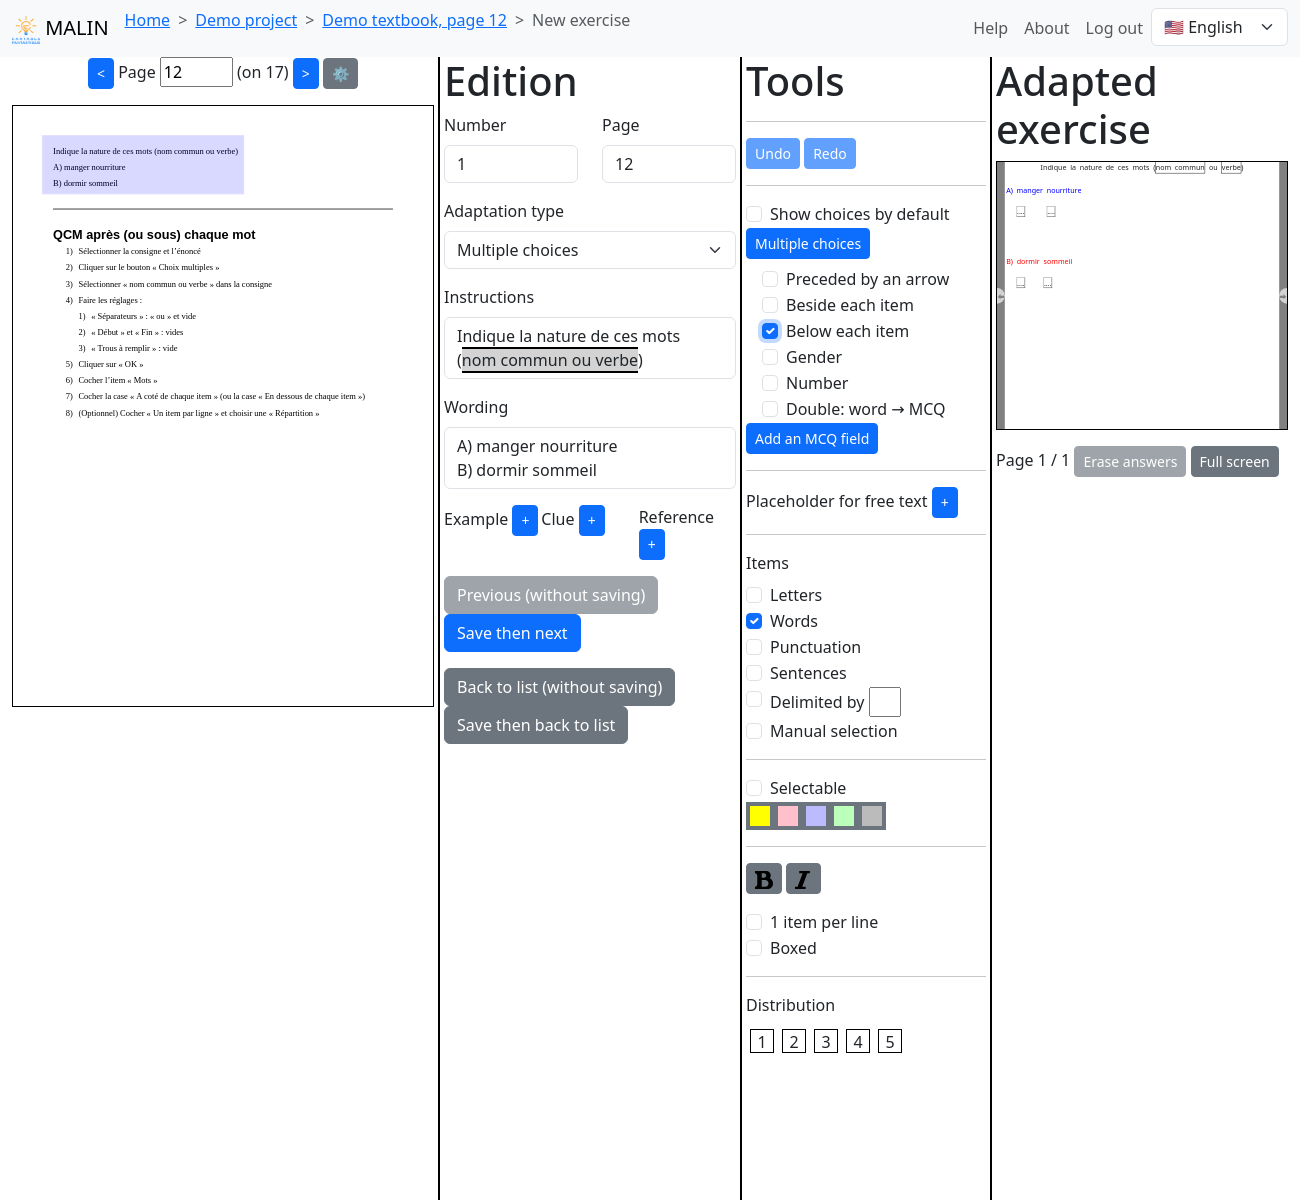 MALIN
Home > Demo project > Demo textbook, page 12 > New exercise
Help About Log out 🇺🇸 English
< Page 12 (on 17) > ⚙️
Indique la nature de ces mots (nom commun ou verbe)
A) manger nourriture
B) dormir sommeil
QCM après (ou sous) chaque mot
1) Sélectionner la consigne et l’énoncé
2) Cliquer sur le bouton « Choix multiples »
3) Sélectionner « nom commun ou verbe » dans la consigne
4) Faire les réglages :
1) « Séparateurs » : « ou » et vide
2) « Début » et « Fin » : vides
3) « Trous à remplir » : vide
5) Cliquer sur « OK »
6) Cocher l’item « Mots »
7) Cocher la case « A coté de chaque item » (ou la case « En dessous de chaque item »)
8) (Optionnel) Cocher « Un item par ligne » et choisir une « Répartition »
Edition
Number Page
1 12
Adaptation type
Multiple choices
Instructions
Indique la nature de ces mots
(nom commun ou verbe)
Wording
A) manger nourriture
B) dormir sommeil
Example + Clue + Reference
+
Previous (without saving)
Save then next
Back to list (without saving)
Save then back to list
Tools
Undo Redo
Show choices by default
Multiple choices
Preceded by an arrow
Beside each item
Below each item
Gender
Number
Double: word → MCQ
Add an MCQ field
Placeholder for free text +
Items
Letters
Words
Punctuation
Sentences
Delimited by
Manual selection
Selectable
B I
1 item per line
Boxed
Distribution
1 2 3 4 5
Adapted
exercise
Indique la nature de ces mots (nom commun ou verbe)
A) manger nourriture
B) dormir sommeil
Page 1 / 1 Erase answers Full screen